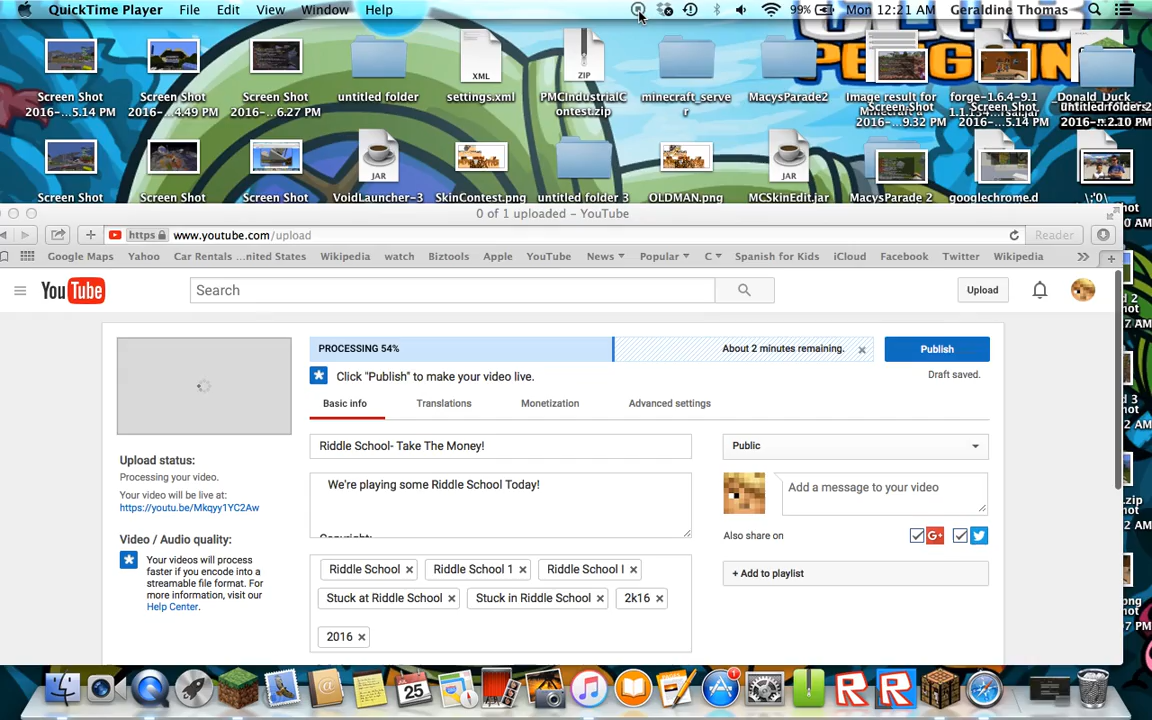 QuickTime Player File Edit View Window Help 99% Mon 12:21 AM Geraldine Thomas
XML ZIP
Screen Shot Screen Shot Screen Shot untitled folder settings.xml PMCIndustrialC minecraft_serve MacysParade2 Image result for forge-1.6.4-9.1 Donald_Duck_
2016-...5.14 PM 2016-...4.49 PM 2016-...6.27 PM ontest.zip r
JAR JAR
Screen Shot Screen Shot Screen Shot VoidLauncher-3 SkinContest.png untitled folder 3 OLDMAN.png MCSkinEdit.jar MacysParade 2 googlechrome.d
0 of 1 uploaded – YouTube
https www.youtube.com/upload Reader
Google Maps Yahoo Car Rentals ...nited States Wikipedia watch Biztools Apple YouTube News Popular C Spanish for Kids iCloud Facebook Twitter Wikipedia
YouTube Search Upload
PROCESSING 54% About 2 minutes remaining. Publish
Click "Publish" to make your video live. Draft saved.
Basic info Translations Monetization Advanced settings
Riddle School- Take The Money! Public
Upload status:
Processing your video.
Your video will be live at:
https://youtu.be/Mkqyy1YC2Aw
We're playing some Riddle School Today!
Copyright:
Add a message to your video
Also share on
Video / Audio quality:
Your videos will process
faster if you encode into a
streamable file format. For
more information, visit our
Help Center.
Riddle School Riddle School 1 Riddle School I
Stuck at Riddle School Stuck in Riddle School 2k16
2016
+ Add to playlist
25
1